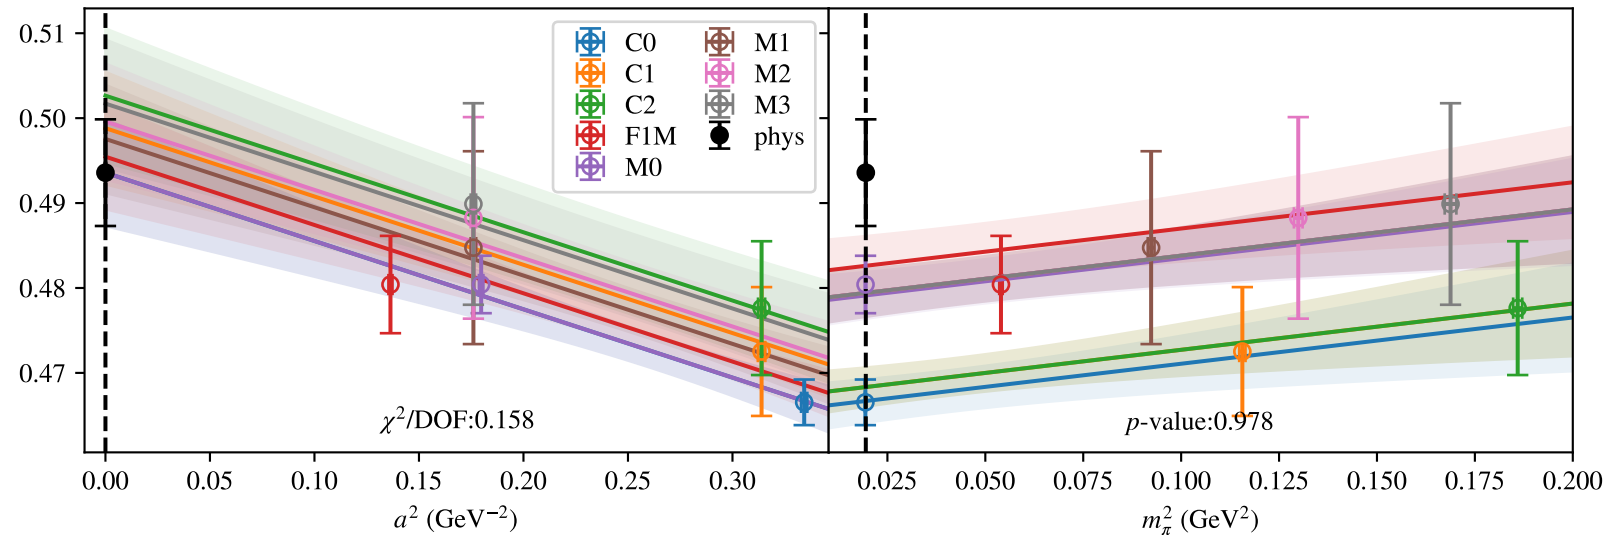 0.51
0.50
0.49
0.48
0.47
C0
C1
C2
F1M
M0
M1
M2
M3
phys
χ²/DOF:0.158
p-value:0.978
0.00 0.05 0.10 0.15 0.20 0.25 0.30
0.025 0.050 0.075 0.100 0.125 0.150 0.175 0.200
a² (GeV⁻²)
m²π (GeV²)